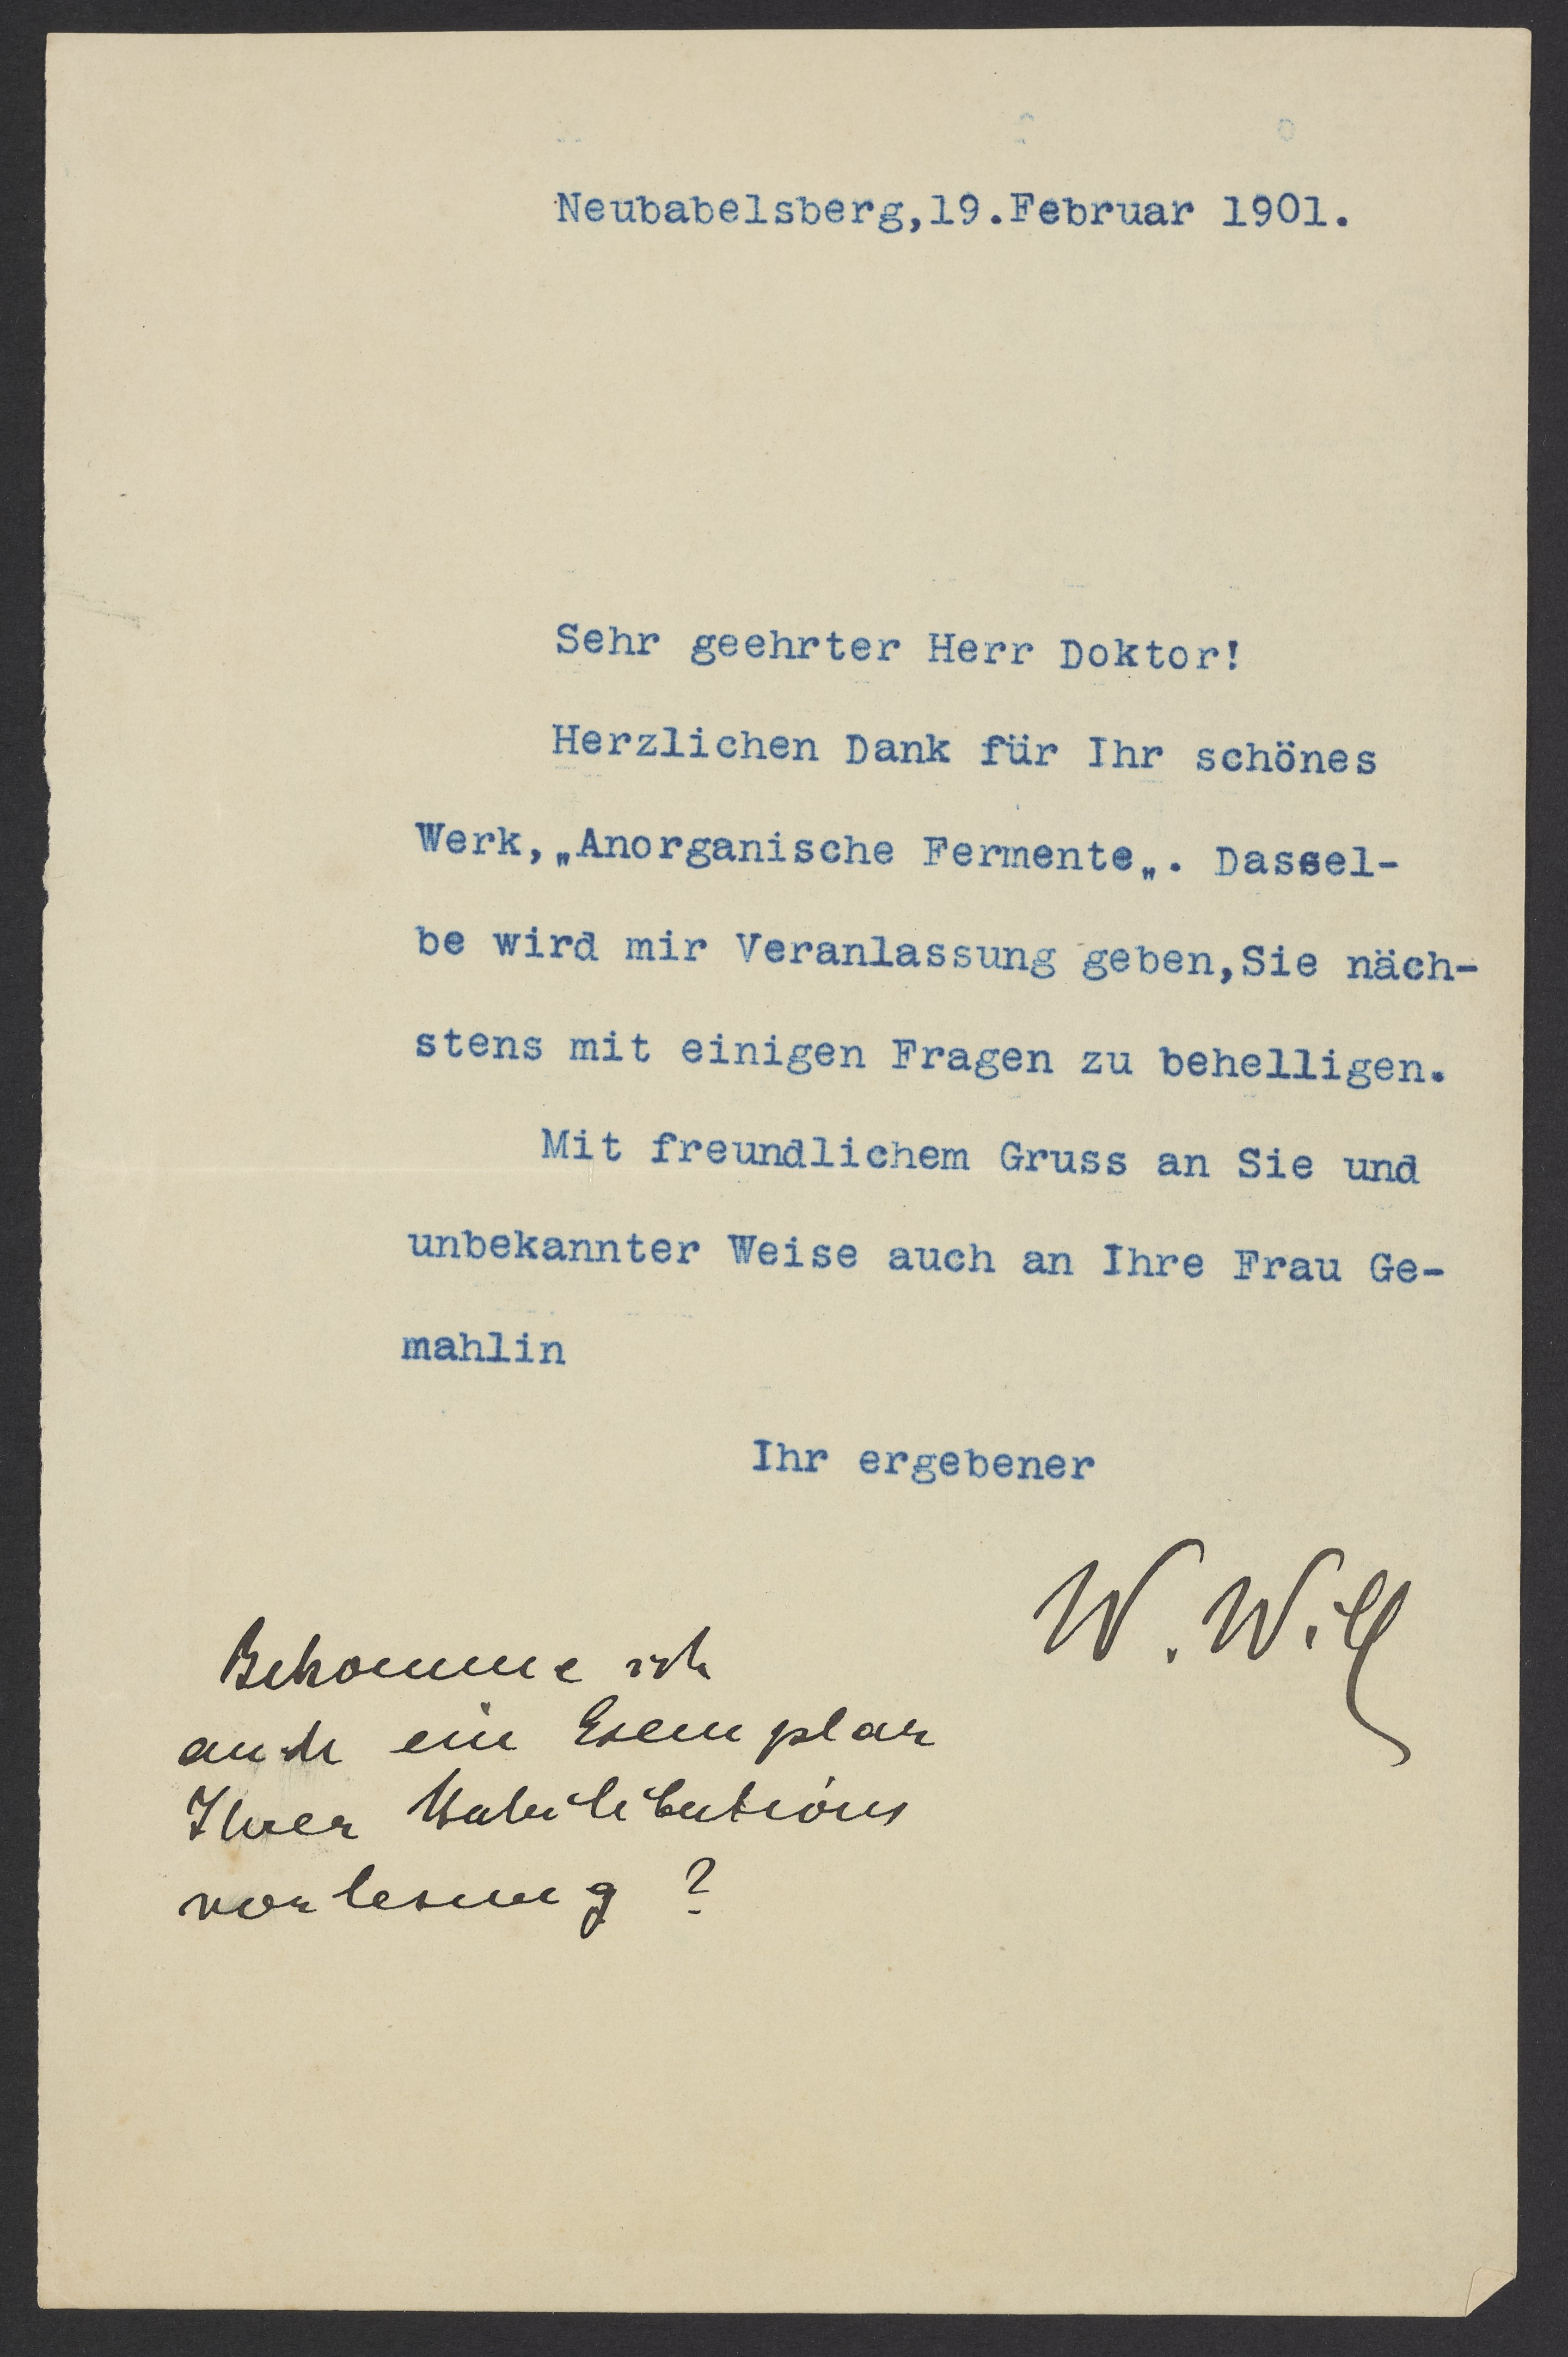 Neubabelsberg,19.Februar 1901.
Sehr geehrter Herr Doktor!
Herzlichen Dank für Ihr schönes
Werk,„Anorganische Fermente„. Dassel-
be wird mir Veranlassung geben,Sie näch-
stens mit einigen Fragen zu behelligen.
Mit freundlichem Gruss an Sie und
unbekannter Weise auch an Ihre Frau Ge-
mahlin
Ihr ergebener
W. Will
Bekomme ich
auch ein Exemplar
Ihrer Habilitations
vorlesung ?